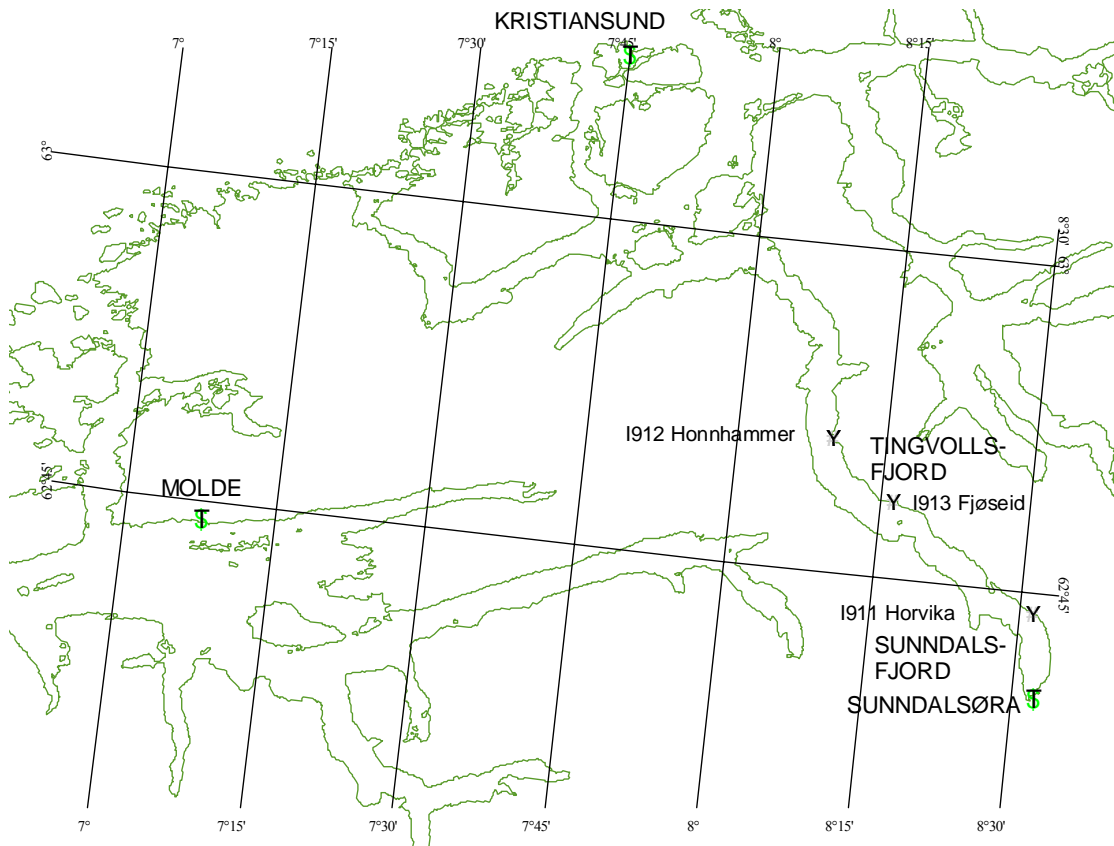 KRISTIANSUND
7°
7°15'
7°30'
7°45'
8°
8°15'
T
S
63°
8°30'
63°
I912 Honnhammer
Y
TINGVOLLS-
FJORD
62°45'
MOLDE
T
S
Y
I913 Fjøseid
62°45'
I911 Horvika
Y
SUNNDALS-
FJORD
SUNNDALSØRA
T
S
7°
7°15'
7°30'
7°45'
8°
8°15'
8°30'